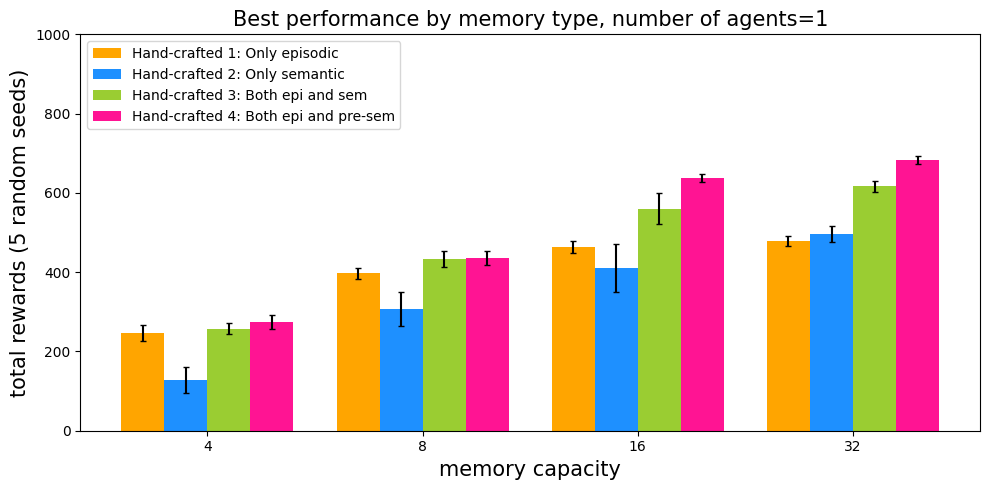 Best performance by memory type, number of agents=1
total rewards (5 random seeds)
1000
800
600
400
200
0
Hand-crafted 1: Only episodic
Hand-crafted 2: Only semantic
Hand-crafted 3: Both epi and sem
Hand-crafted 4: Both epi and pre-sem
4 8 16 32
memory capacity